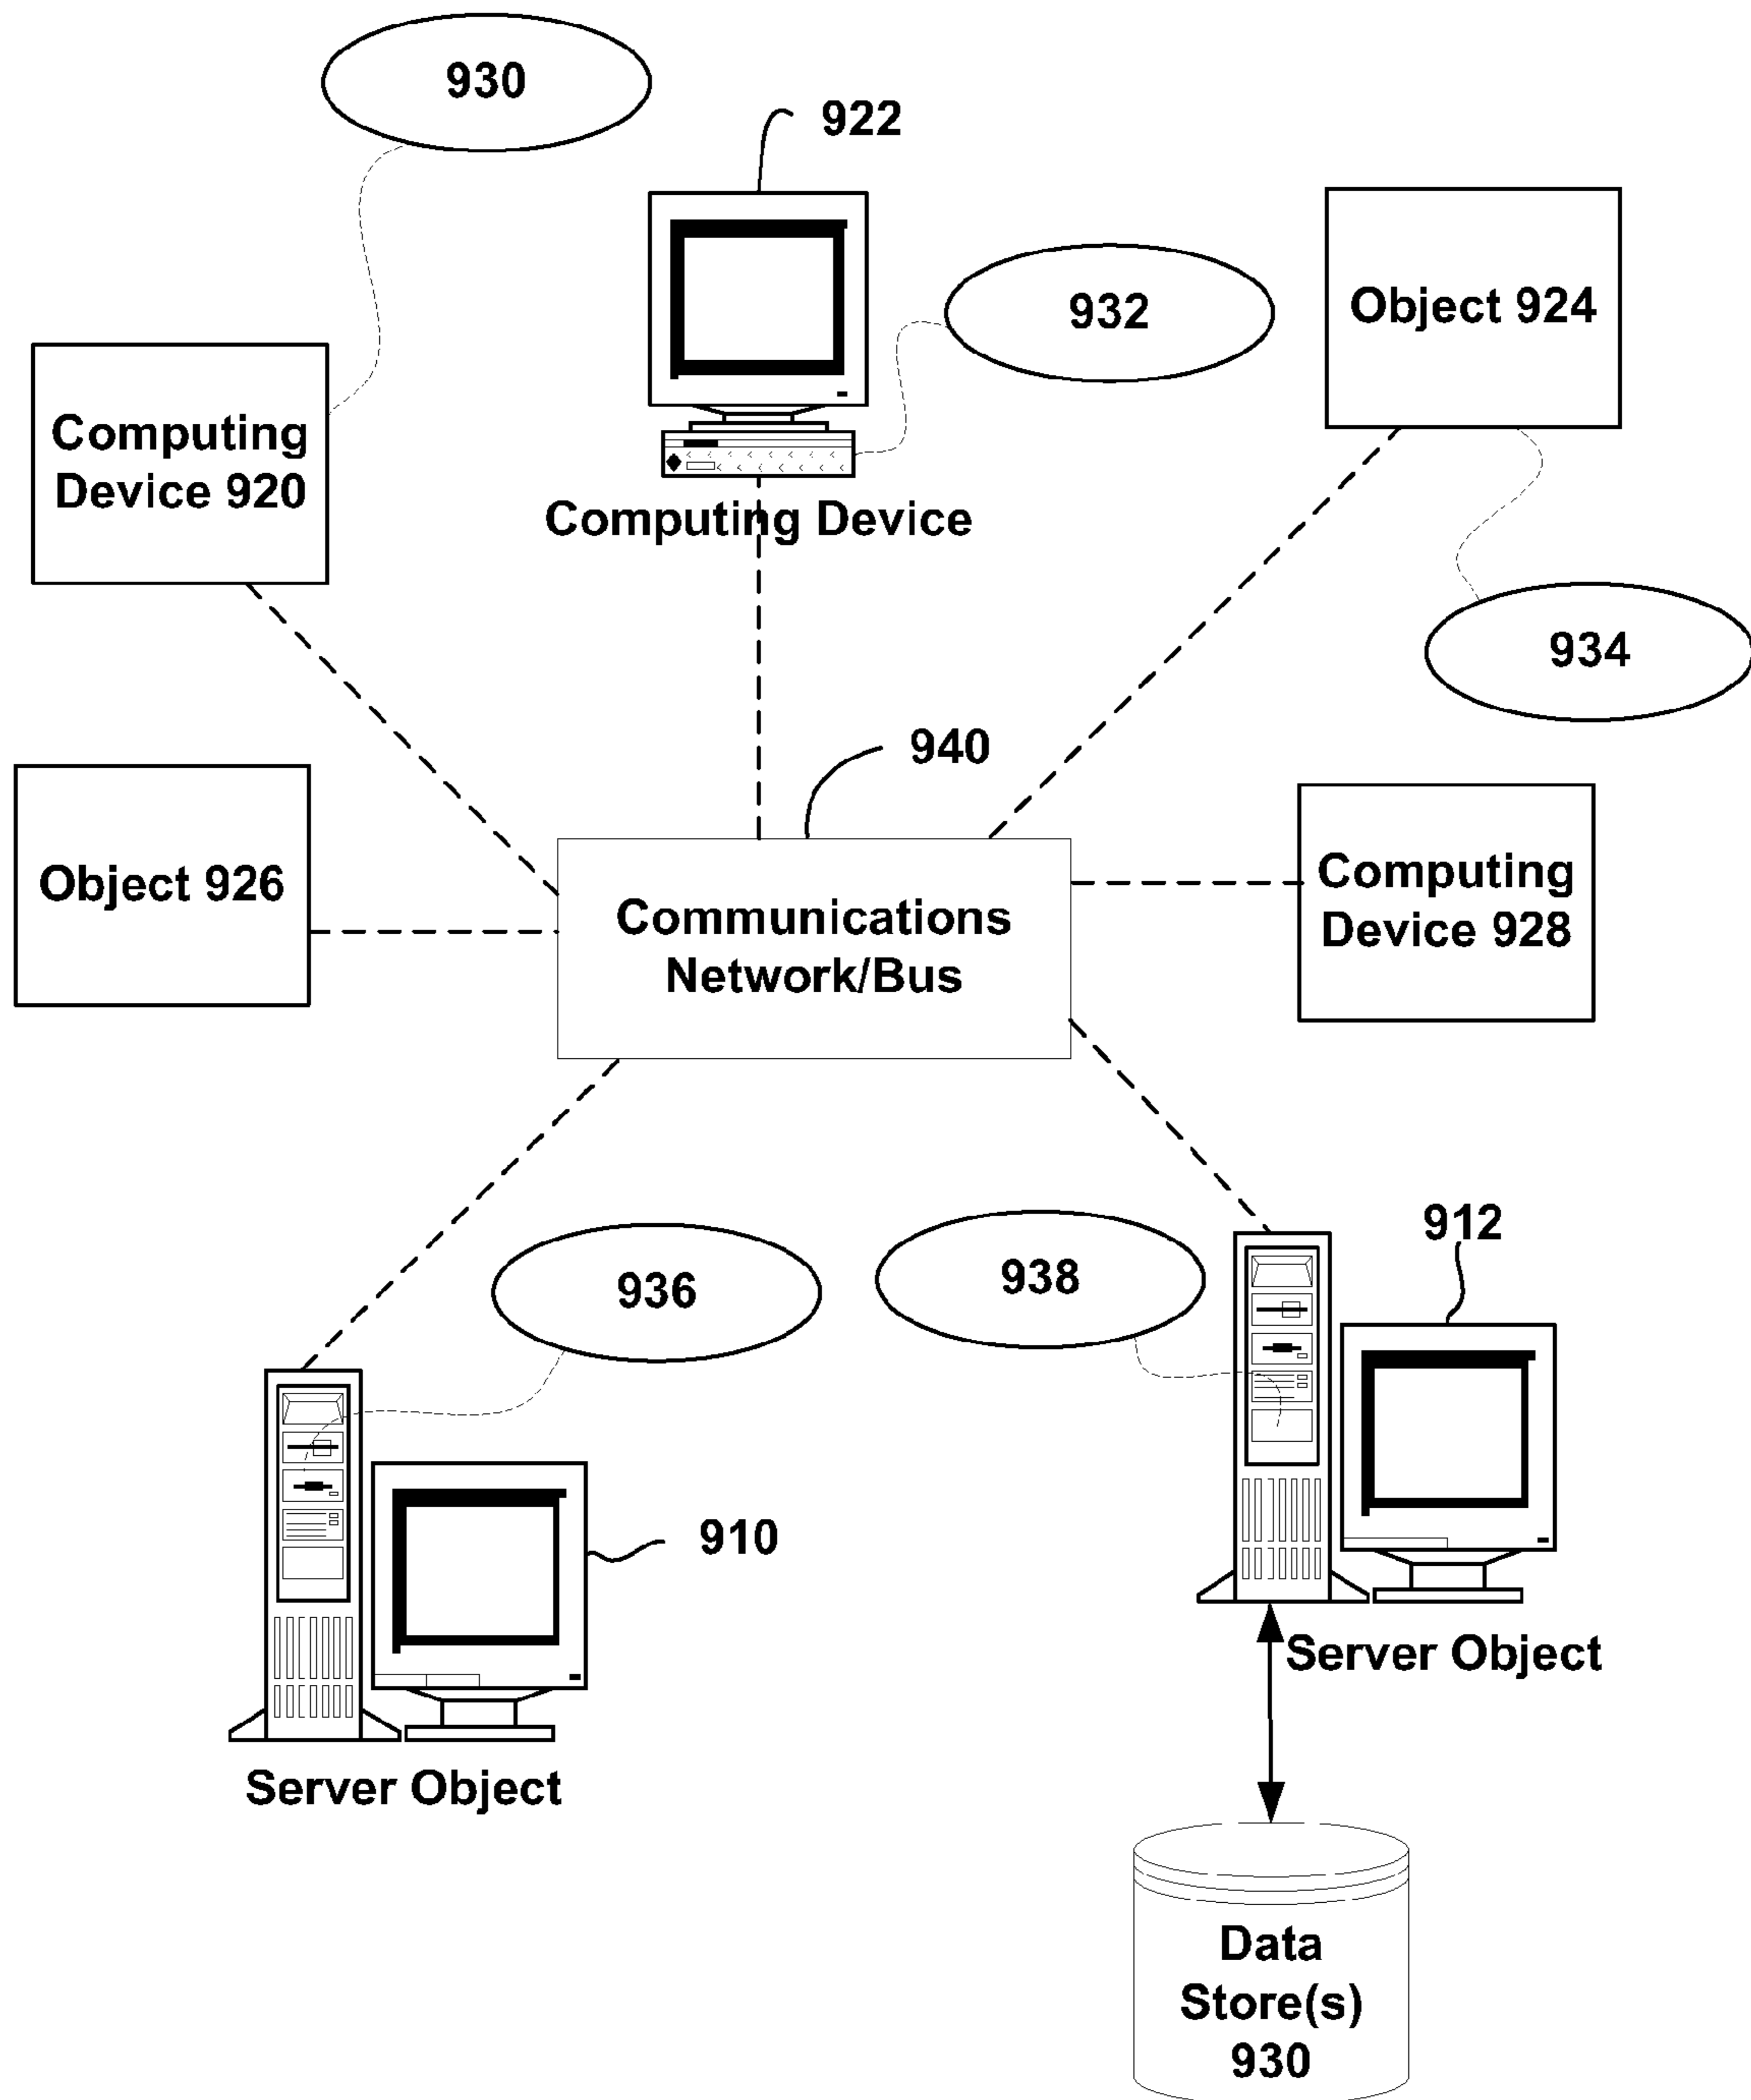 930
922
932
Object 924
Computing
Device 920
Computing Device
934
940
Object 926
Communications
Network/Bus
Computing
Device 928
936
938
912
910
Server Object
Server Object
Data
Store(s)
930